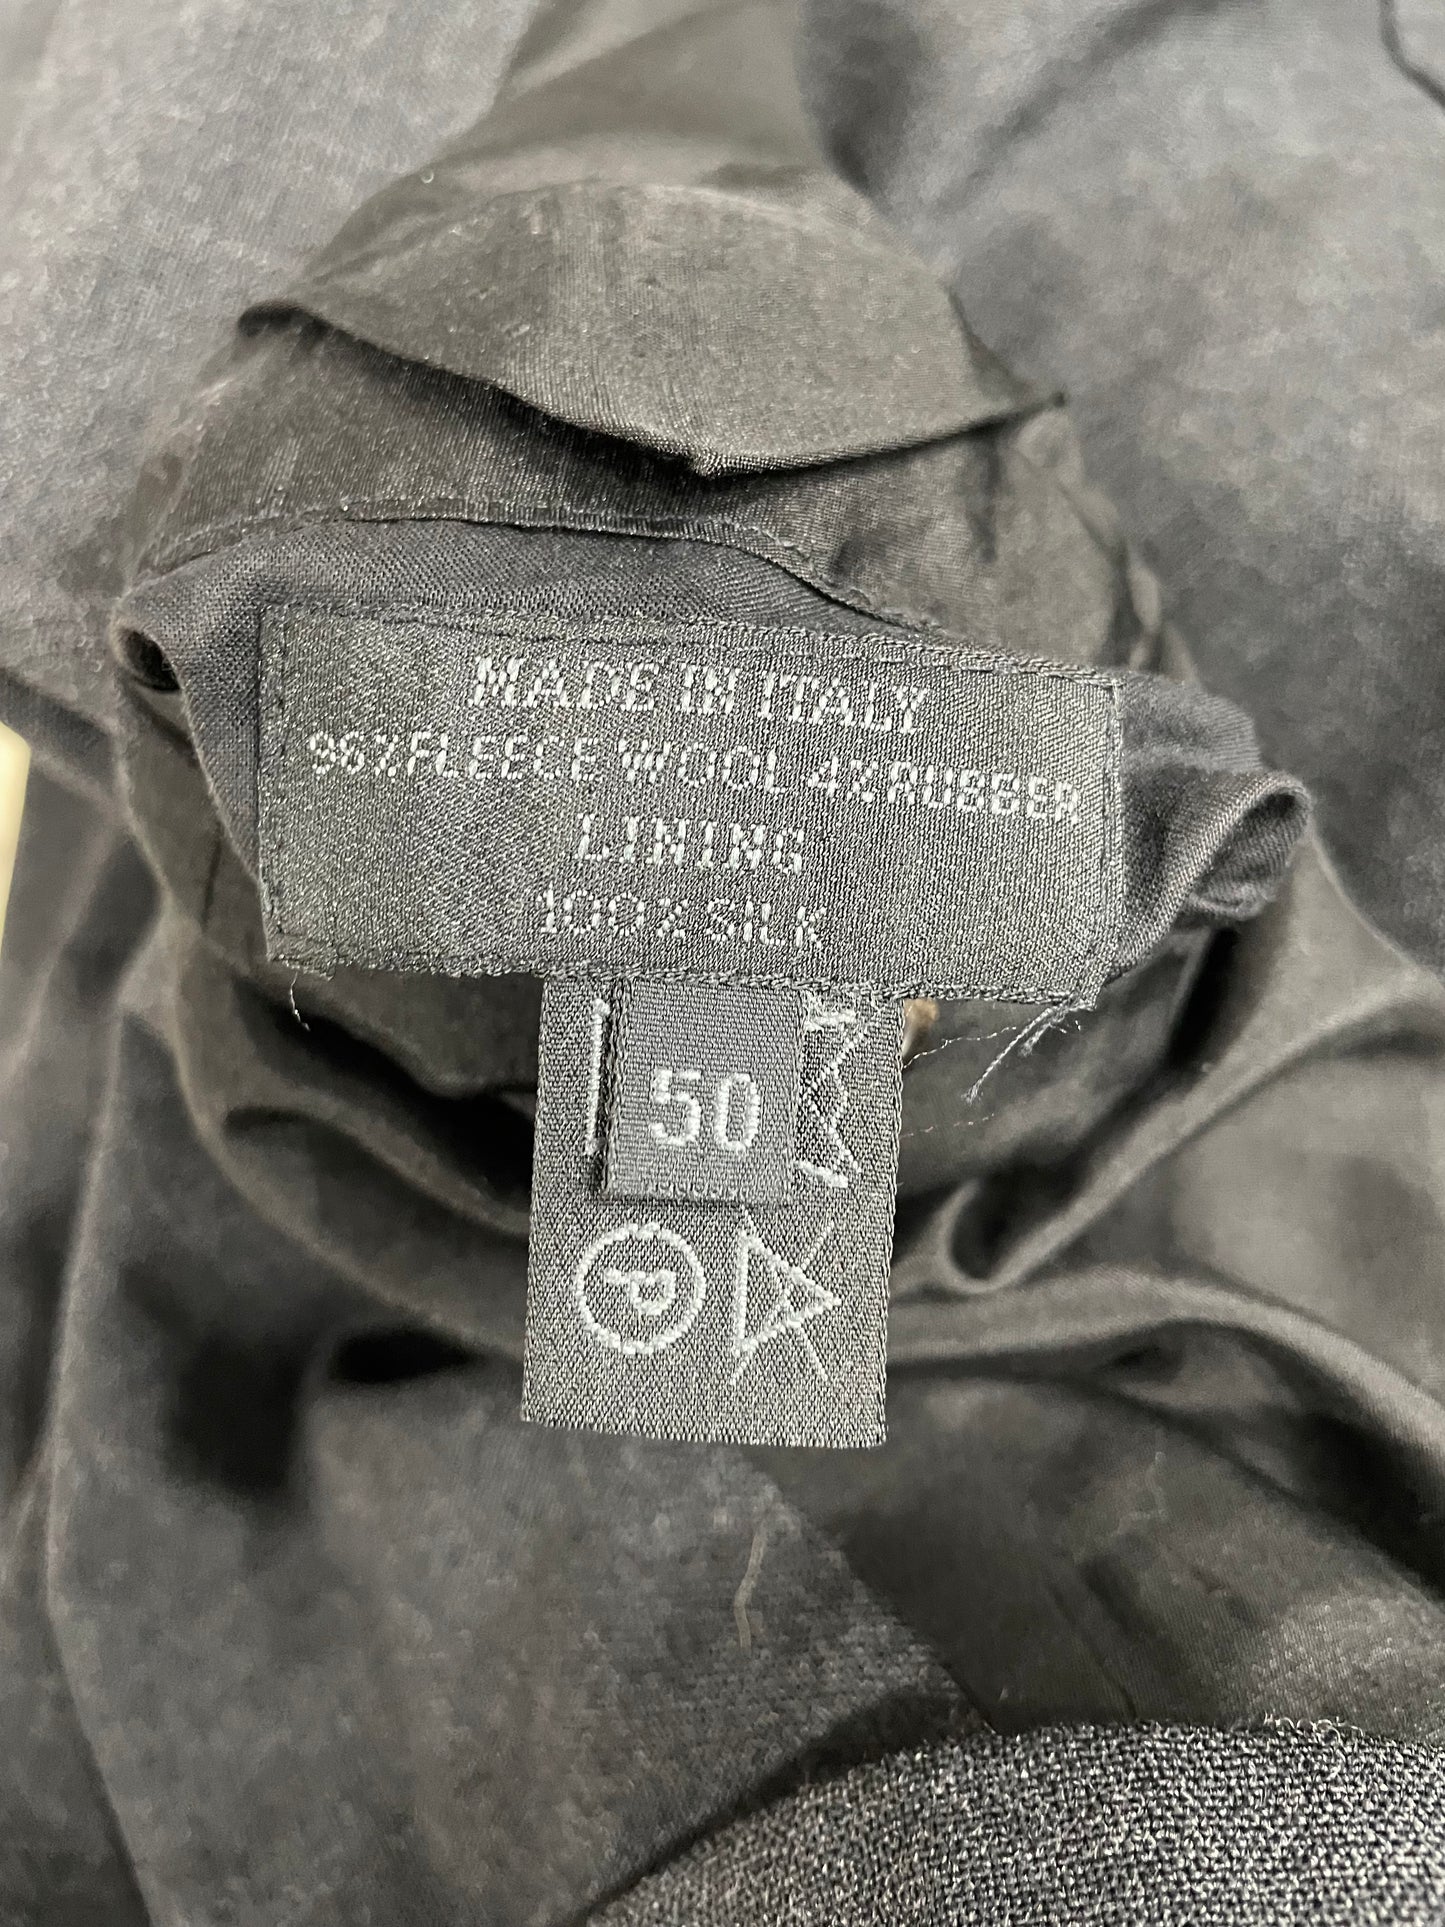 MADE IN ITALY
96%FLEECE WOOL 4%RUBBER
LINING
100% SILK
50
P